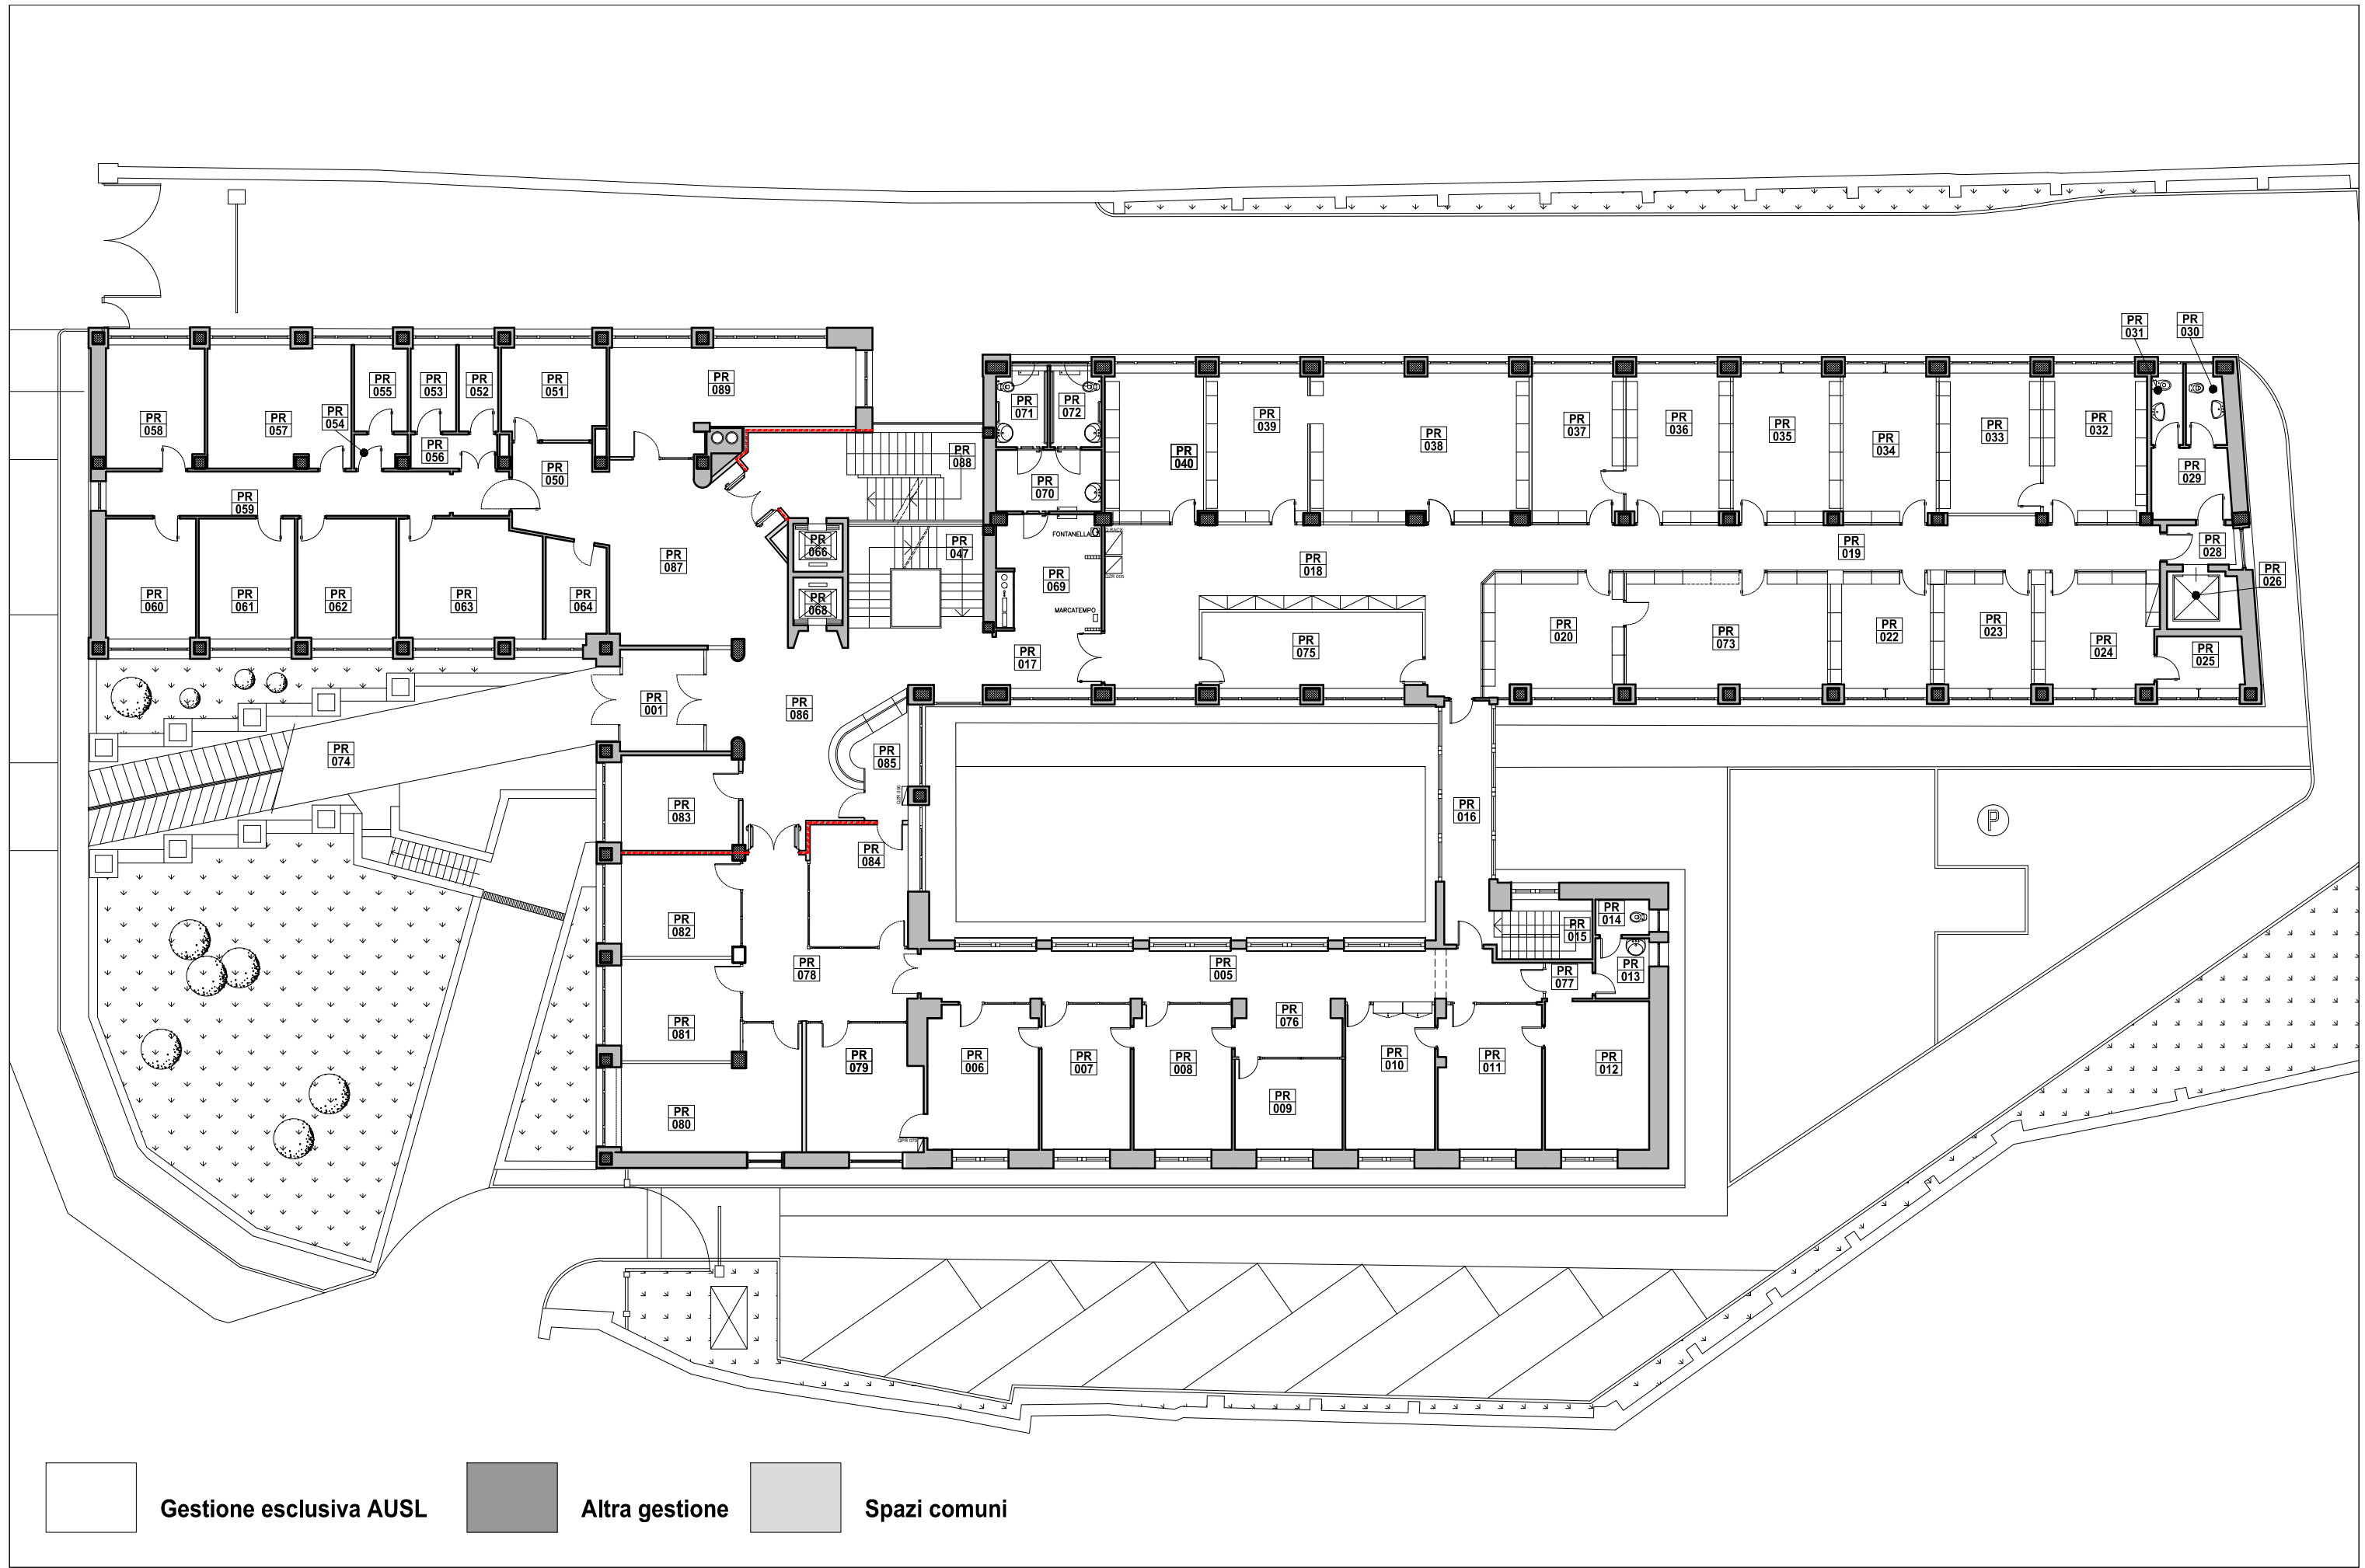 PR
031
PR
030
PR
058
PR
057
PR
054
PR
055
PR
053
PR
052
PR
051
PR
089
PR
056
PR
050
PR
059
PR
088
PR
071
PR
072
PR
070
PR
040
PR
039
PR
038
PR
037
PR
036
PR
035
PR
034
PR
033
PR
032
PR
029
PR
060
PR
061
PR
062
PR
063
PR
064
PR
087
PR
066
PR
068
PR
047
FONTANELLA
PR
069
MARCATEMPO
PR
017
PR
018
PR
019
PR
028
PR
026
PR
075
PR
020
PR
073
PR
022
PR
023
PR
024
PR
025
PR
001
PR
086
PR
074
PR
085
PR
083
PR
084
PR
016
P
PR
082
PR
078
PR
005
PR
015
PR
014
PR
013
PR
077
PR
081
PR
079
PR
080
PR
006
PR
007
PR
008
PR
076
PR
009
PR
010
PR
011
PR
012
Gestione esclusiva AUSL
Altra gestione
Spazi comuni